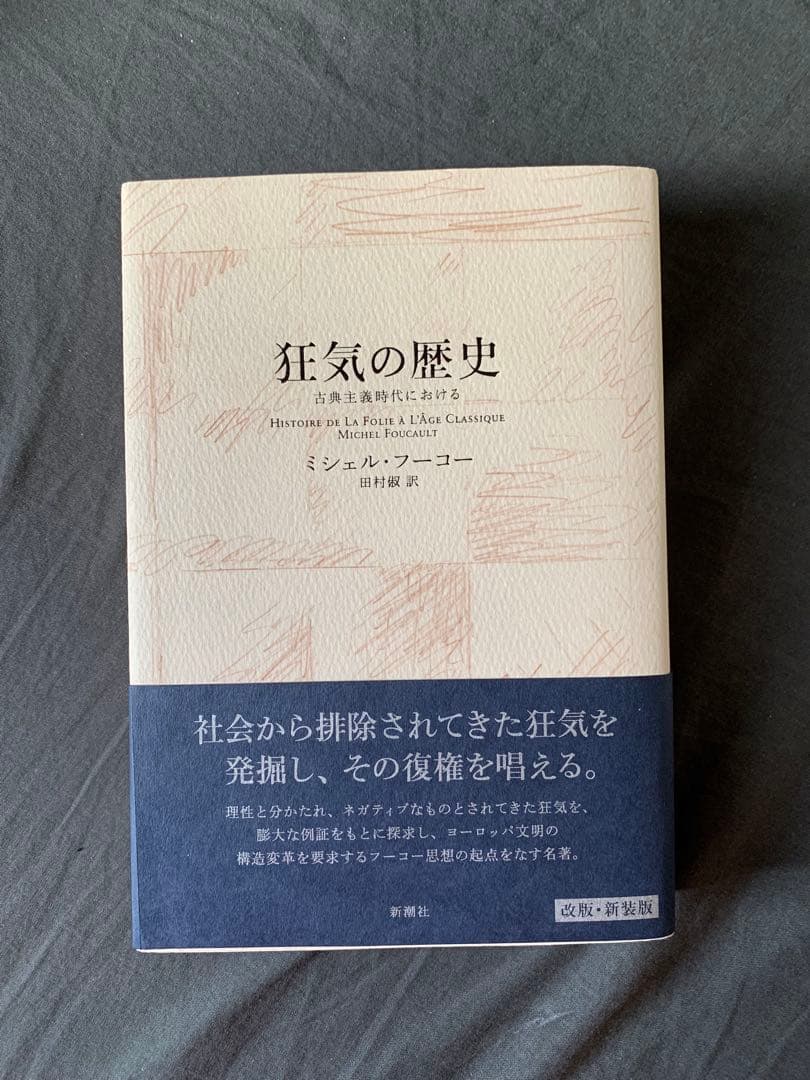 狂気の歴史
古典主義時代における
HISTOIRE DE LA FOLIE À L'ÂGE CLASSIQUE
MICHEL FOUCAULT
ミシェル・フーコー
田村俶 訳
社会から排除されてきた狂気を
発掘し、その復権を唱える。
理性と分かたれ、ネガティブなものとされてきた狂気を、
膨大な例証をもとに探求し、ヨーロッパ文明の
構造変革を要求するフーコー思想の起点をなす名著。
新潮社
改版・新装版